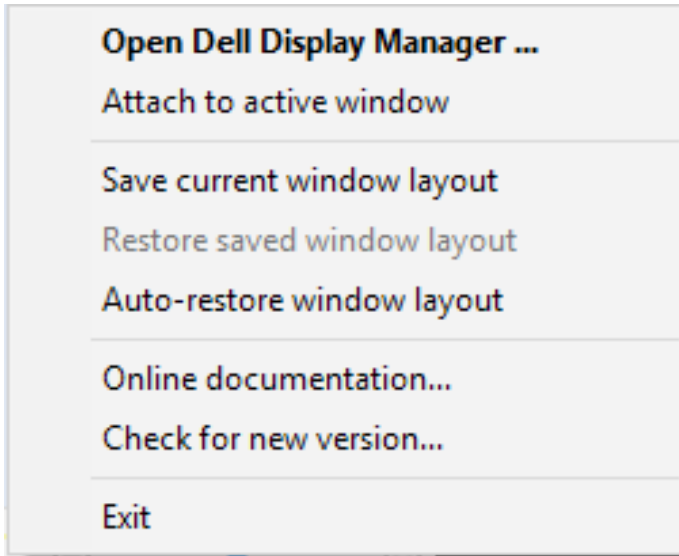 Open Dell Display Manager ...
Attach to active window
Save current window layout
Restore saved window layout
Auto-restore window layout
Online documentation...
Check for new version...
Exit